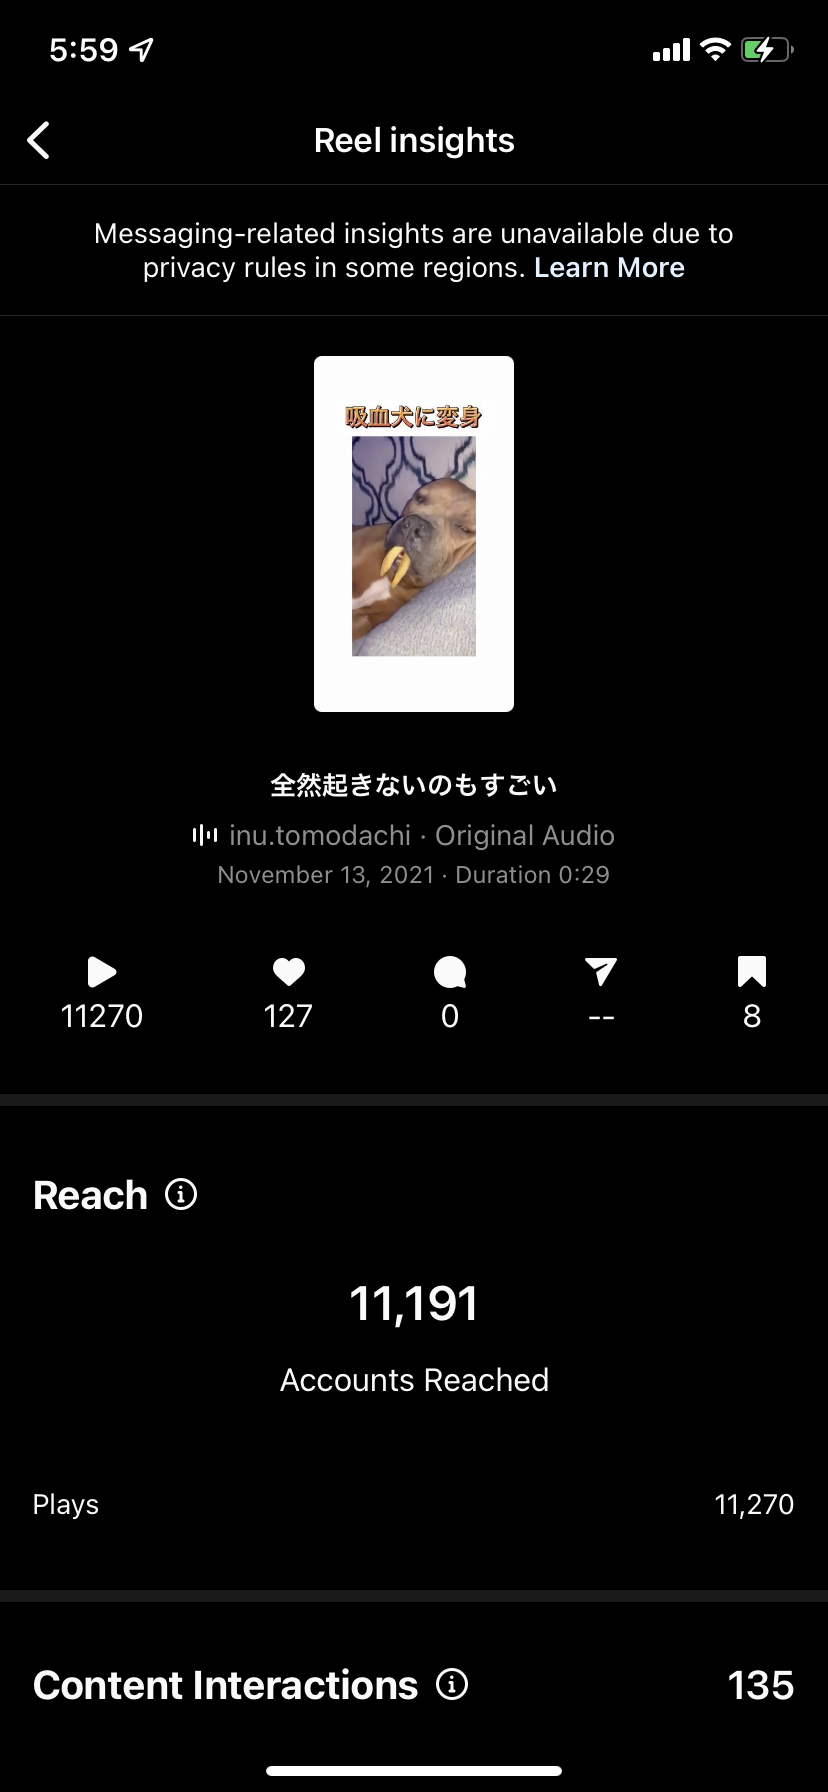 5:59
Reel insights
Messaging-related insights are unavailable due to
privacy rules in some regions. Learn More
吸血犬に変身
全然起きないのもすごい
inu.tomodachi · Original Audio
November 13, 2021 · Duration 0:29
11270 127 0 -- 8
Reach
11,191
Accounts Reached
Plays 11,270
Content Interactions 135